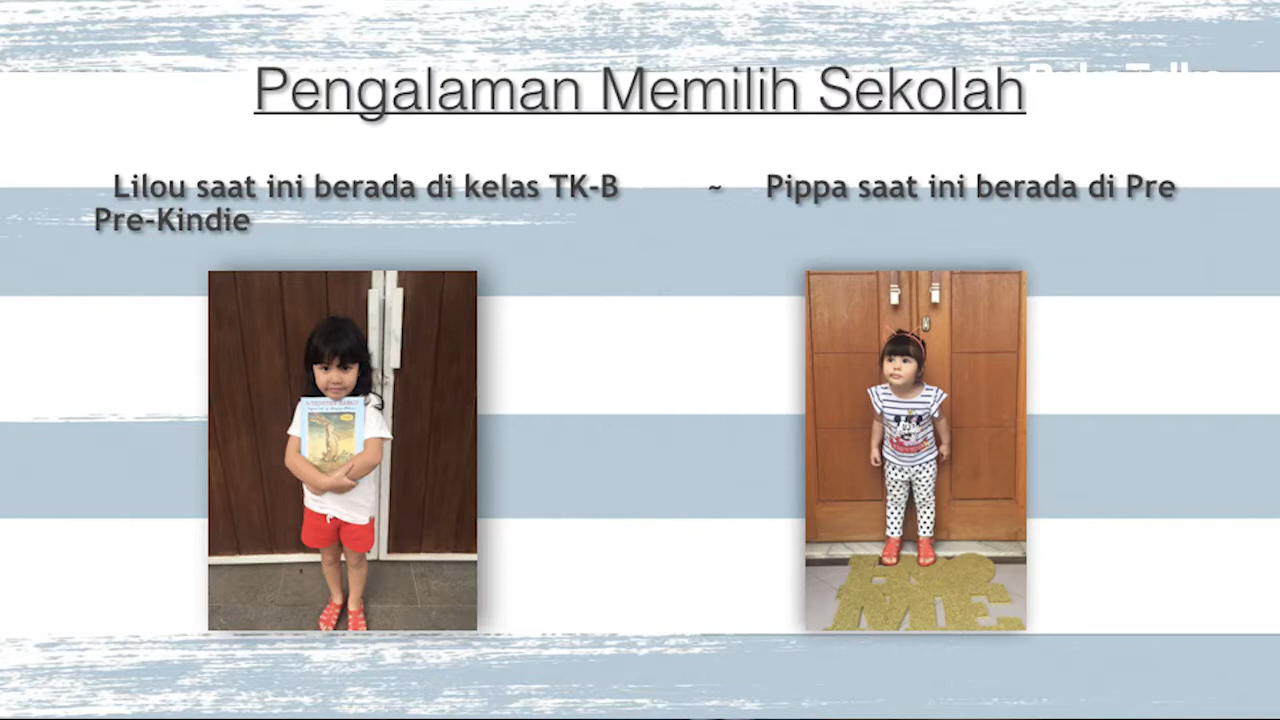 Pengalaman Memilih Sekolah
Lilou saat ini berada di kelas TK-B ~ Pippa saat ini berada di Pre
Pre-Kindie